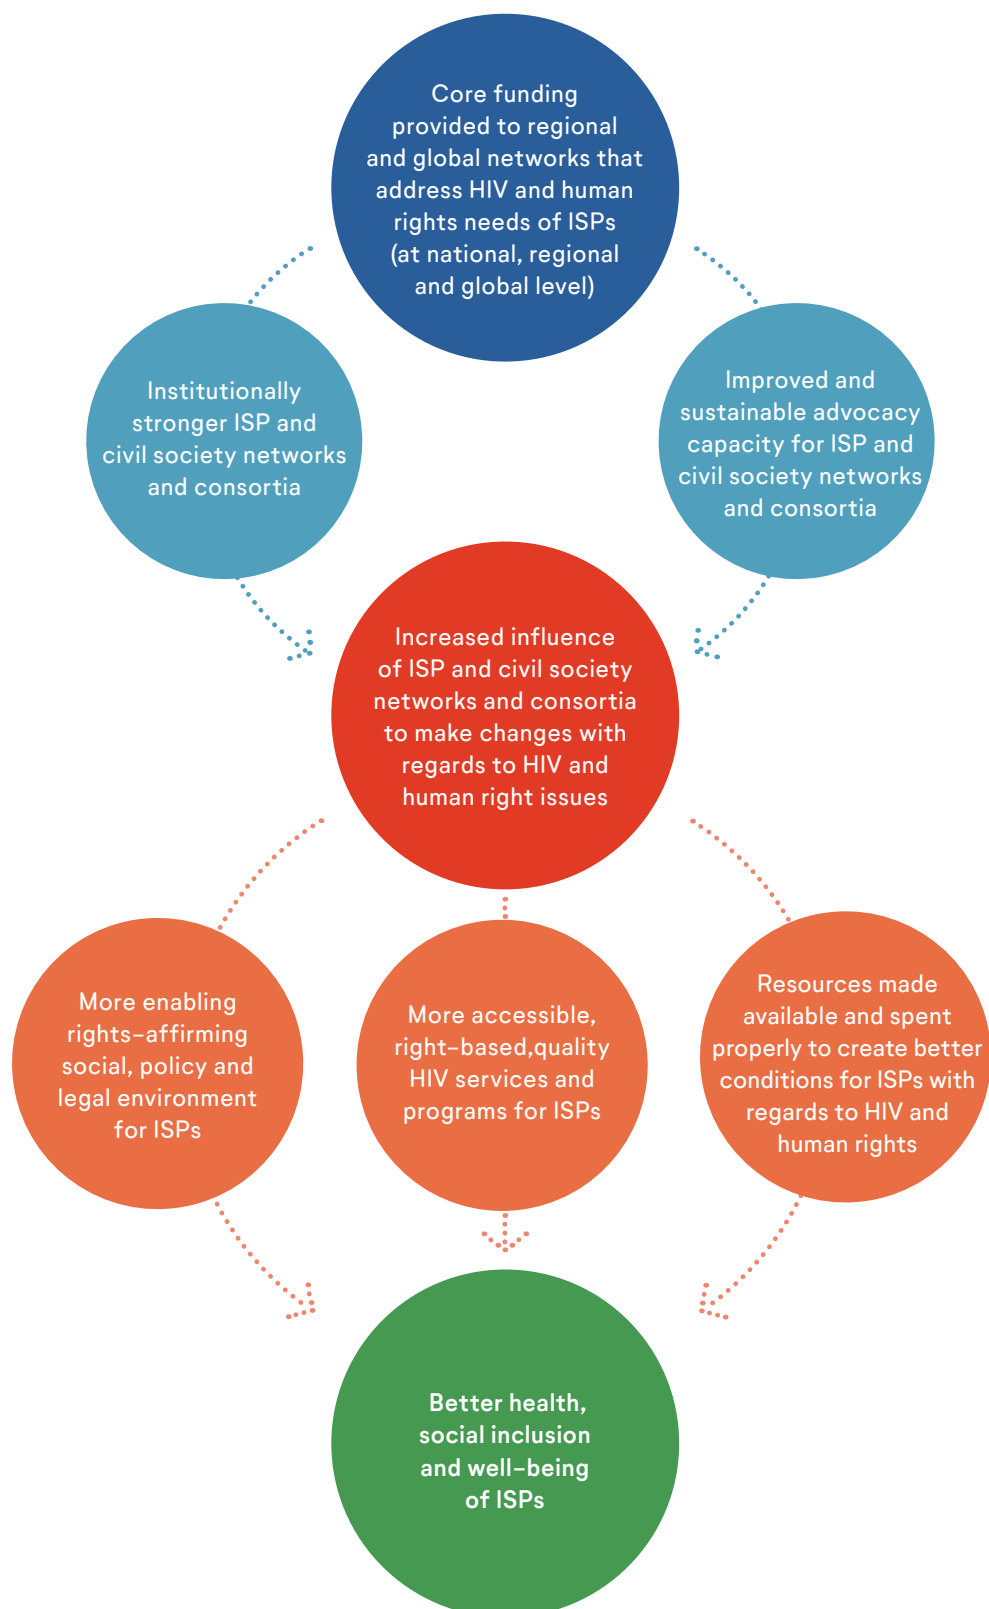 Core funding
provided to regional
and global networks that
address HIV and human
rights needs of ISPs
(at national, regional
and global level)
Institutionally
stronger ISP and
civil society networks
and consortia
Improved and
sustainable advocacy
capacity for ISP and
civil society networks
and consortia
Increased influence
of ISP and civil society
networks and consortia
to make changes with
regards to HIV and
human right issues
More enabling
rights–affirming
social, policy and
legal environment
for ISPs
More accessible,
right–based,quality
HIV services and
programs for ISPs
Resources made
available and spent
properly to create better
conditions for ISPs with
regards to HIV and
human rights
Better health,
social inclusion
and well–being
of ISPs